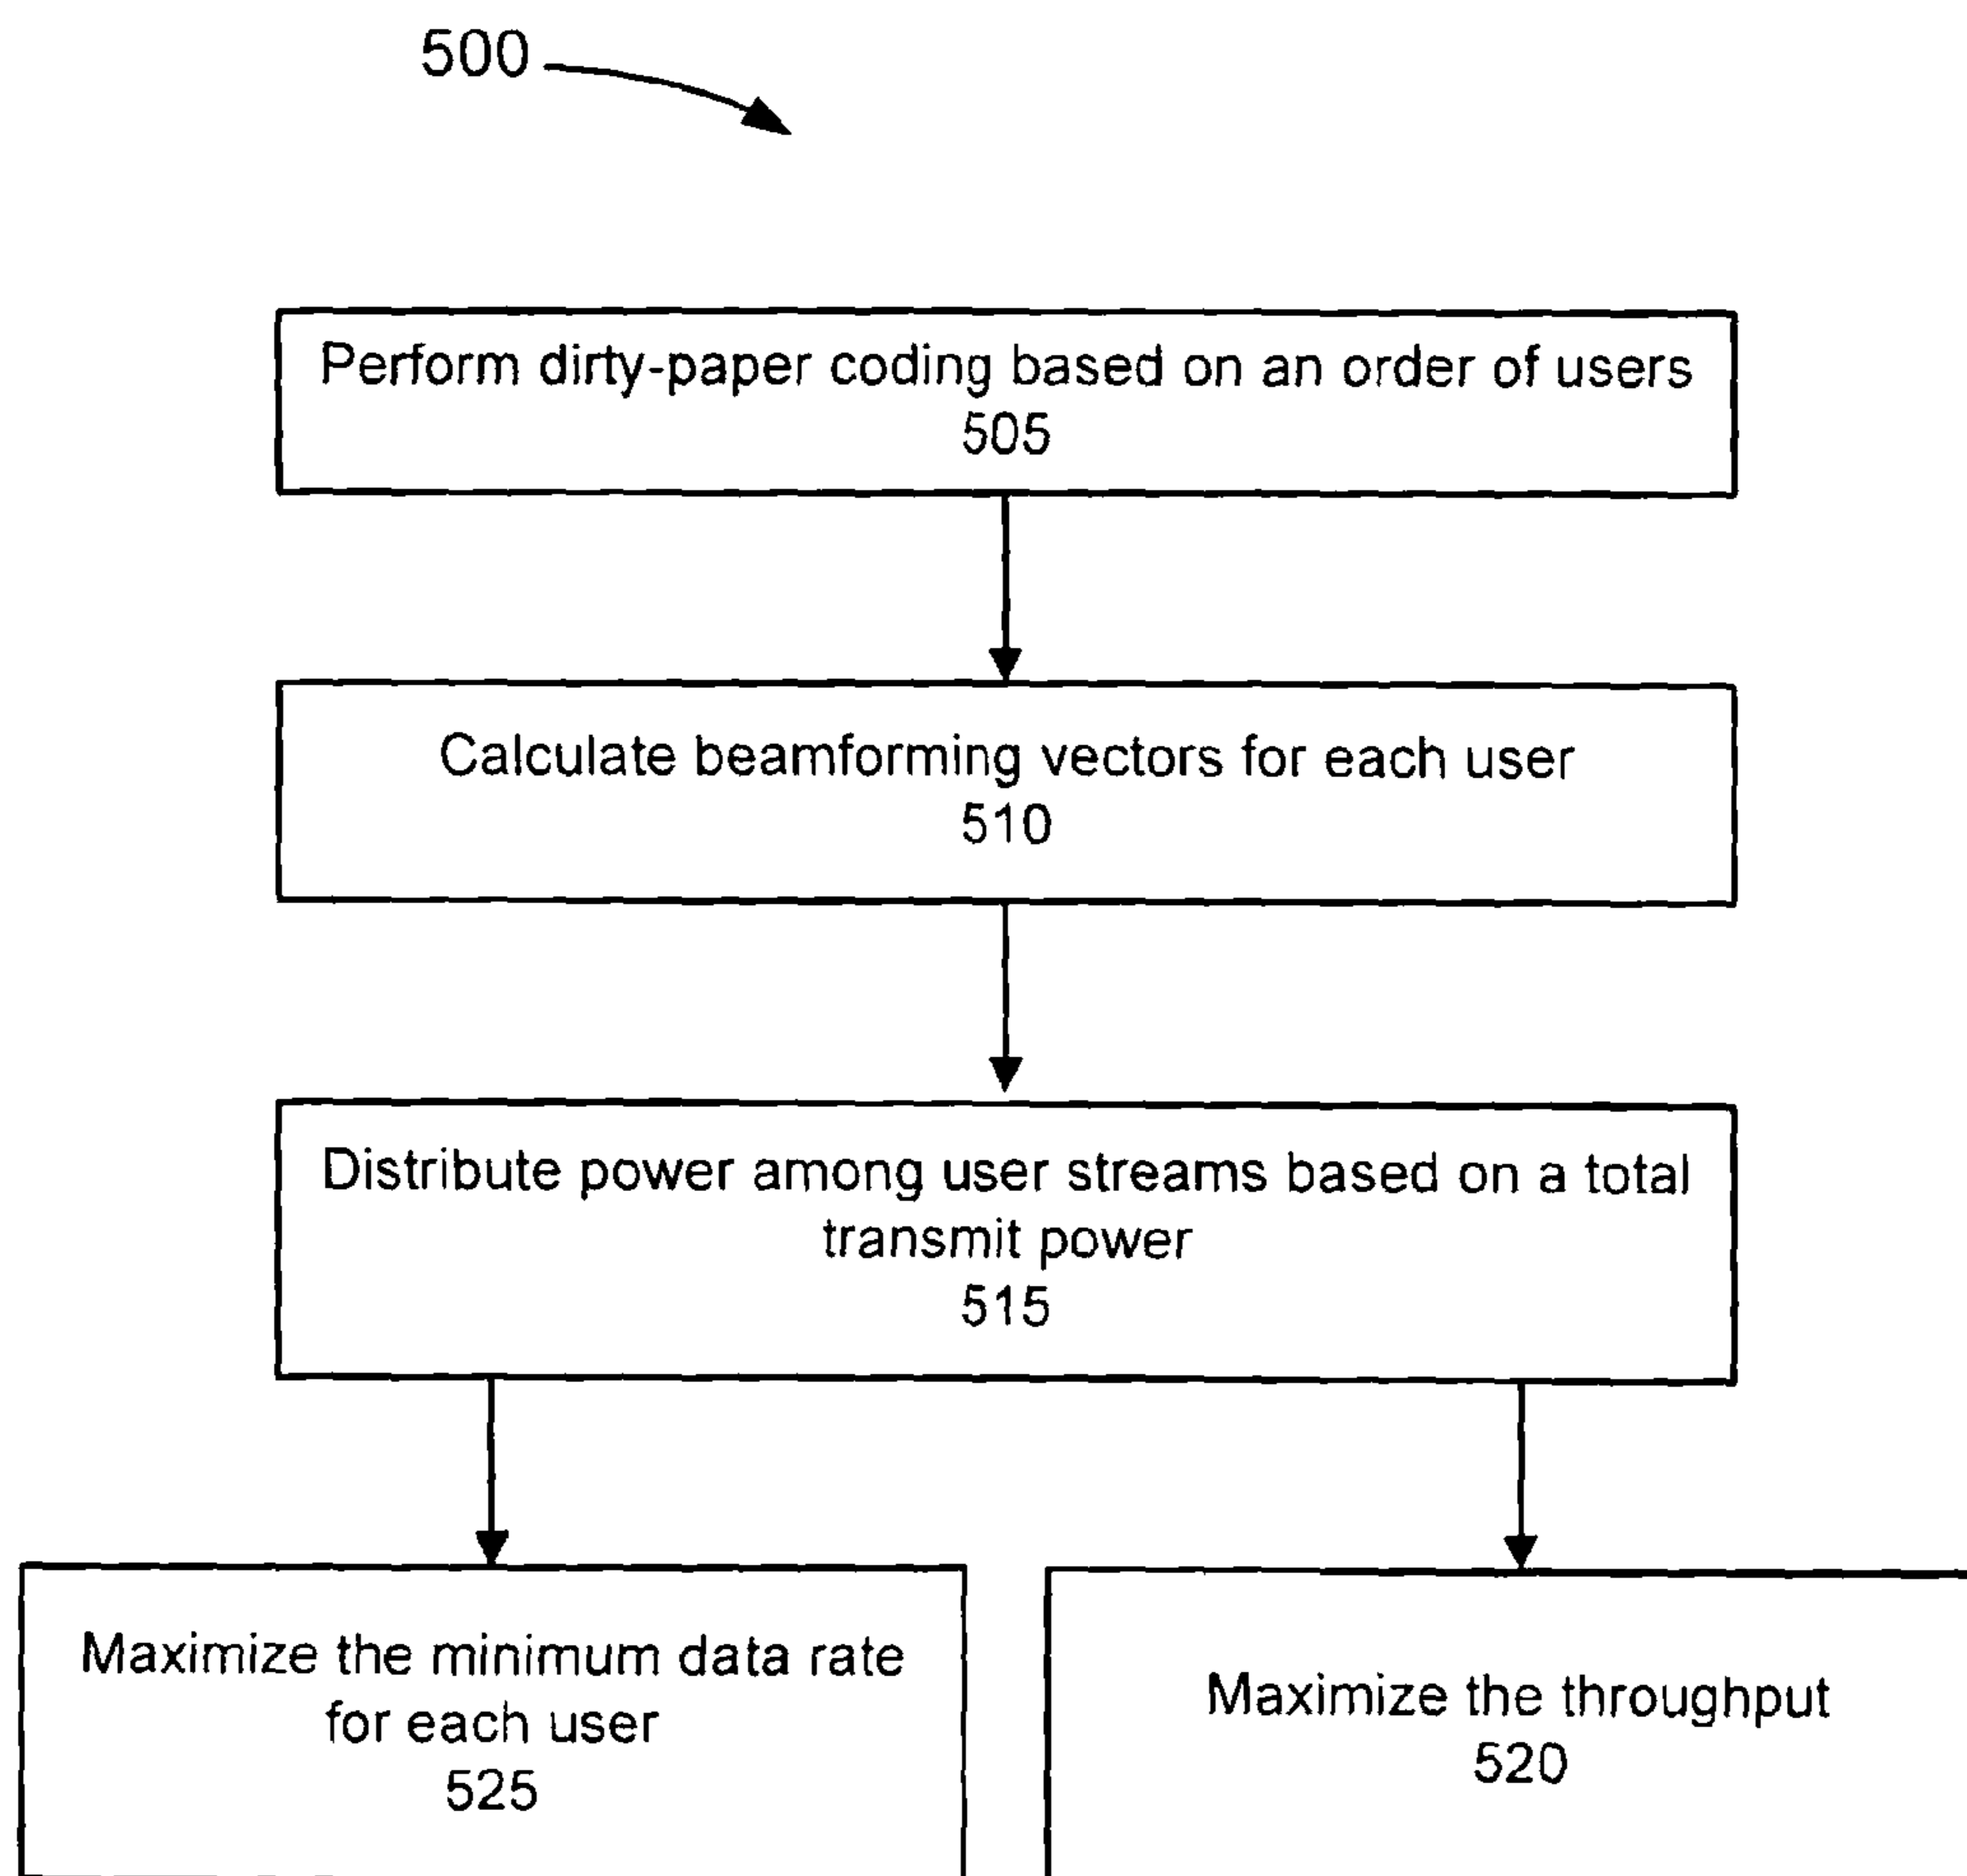 500
Perform dirty-paper coding based on an order of users
505
Calculate beamforming vectors for each user
510
Distribute power among user streams based on a total
transmit power
515
Maximize the minimum data rate
for each user
525
Maximize the throughput
520